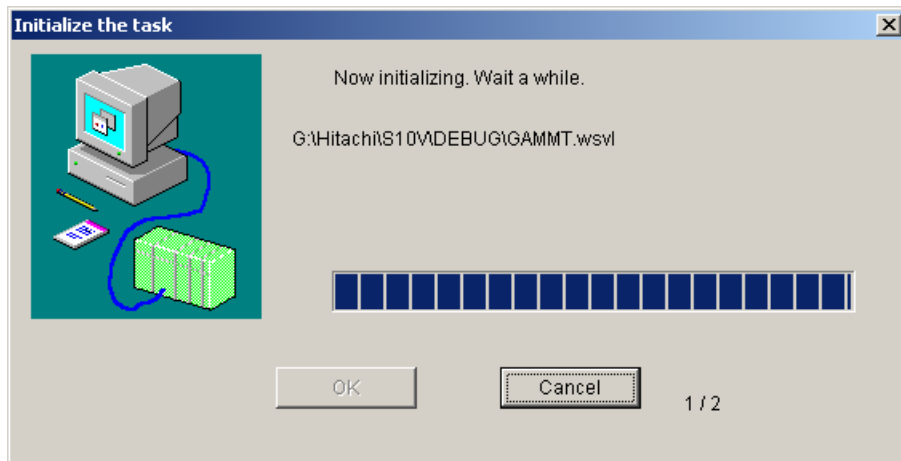 Initialize the task
Now initializing. Wait a while.
G:\Hitachi\S10V\DEBUG\GAMMT.wsvl
OK
Cancel
1 / 2